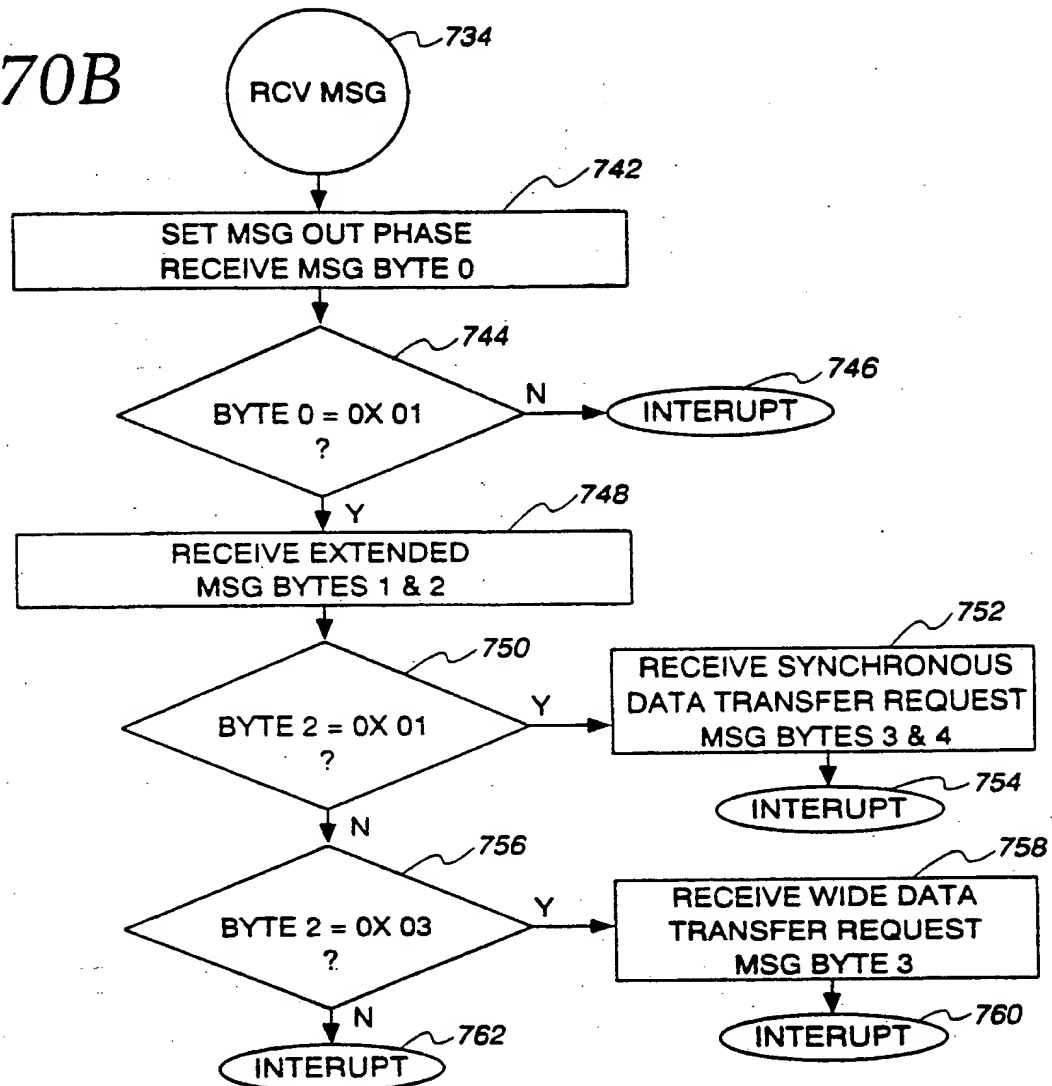 70B
734
RCV MSG
742
SET MSG OUT PHASE
RECEIVE MSG BYTE 0
744
BYTE 0 = 0X 01
?
N
746
INTERUPT
Y
748
RECEIVE EXTENDED
MSG BYTES 1 & 2
750
BYTE 2 = 0X 01
?
Y
752
RECEIVE SYNCHRONOUS
DATA TRANSFER REQUEST
MSG BYTES 3 & 4
754
INTERUPT
N
756
BYTE 2 = 0X 03
?
Y
758
RECEIVE WIDE DATA
TRANSFER REQUEST
MSG BYTE 3
760
INTERUPT
N
762
INTERUPT